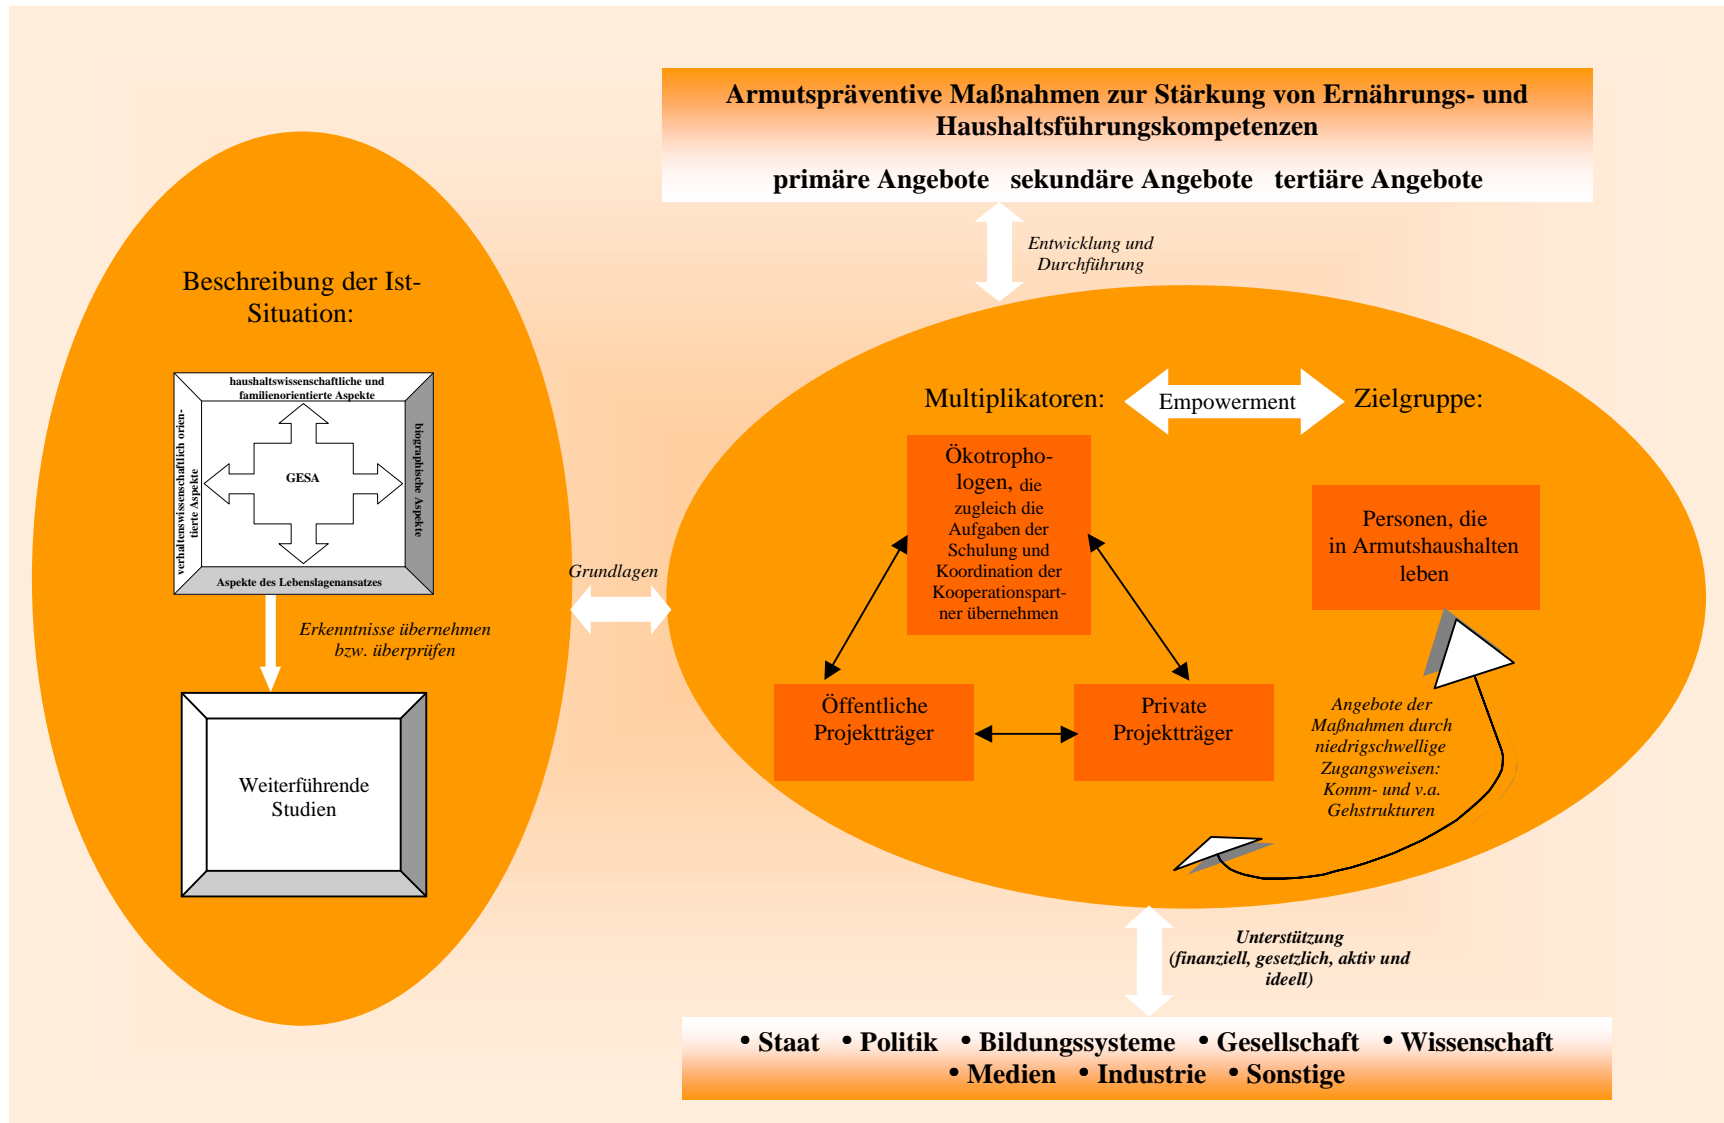 Armutspräventive Maßnahmen zur Stärkung von Ernährungs- und
Haushaltsführungskompetenzen
primäre Angebote sekundäre Angebote tertiäre Angebote
Entwicklung und
Durchführung
Beschreibung der Ist-
Situation:
haushaltswissenschaftliche und
familienorientierte Aspekte
verhaltenswissenschaftlich orien-
tierte Aspekte
GESA
biographische Aspekte
Aspekte des Lebenslagenansatzes
Erkenntnisse übernehmen
bzw. überprüfen
Weiterführende
Studien
Grundlagen
Multiplikatoren:
Empowerment
Zielgruppe:
Ökotropho-
logen, die
zugleich die
Aufgaben der
Schulung und
Koordination der
Kooperationspart-
ner übernehmen
Öffentliche
Projektträger
Private
Projektträger
Personen, die
in Armutshaushalten
leben
Angebote der
Maßnahmen durch
niedrigschwellige
Zugangsweisen:
Komm- und v.a.
Gehstrukturen
Unterstützung
(finanziell, gesetzlich, aktiv und
ideell)
• Staat • Politik • Bildungssysteme • Gesellschaft • Wissenschaft
• Medien • Industrie • Sonstige